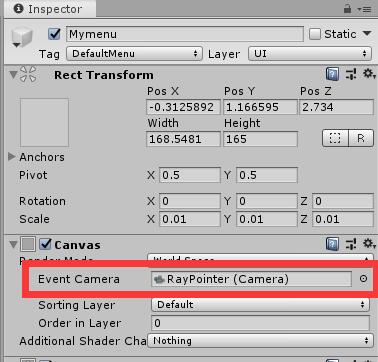 Inspector
Mymenu Static
Tag DefaultMenu Layer UI
Rect Transform
Pos X Pos Y Pos Z
-0.3125892 1.166595 2.734
Width Height
168.5481 165 R
Anchors
Pivot X 0.5 Y 0.5
Rotation X 0 Y 0 Z 0
Scale X 0.01 Y 0.01 Z 0.01
Canvas
Render Mode World Space
Event Camera RayPointer (Camera)
Sorting Layer Default
Order in Layer 0
Additional Shader Cha Nothing